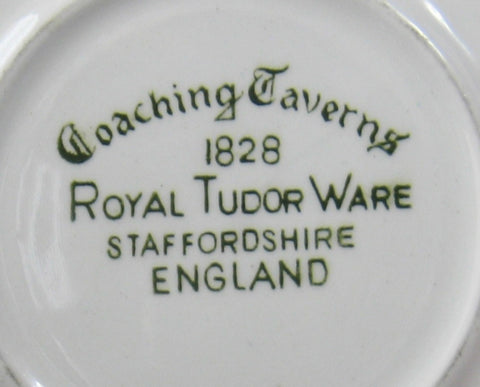 Coaching Taverns
1828
ROYAL TUDOR WARE
STAFFORDSHIRE
ENGLAND